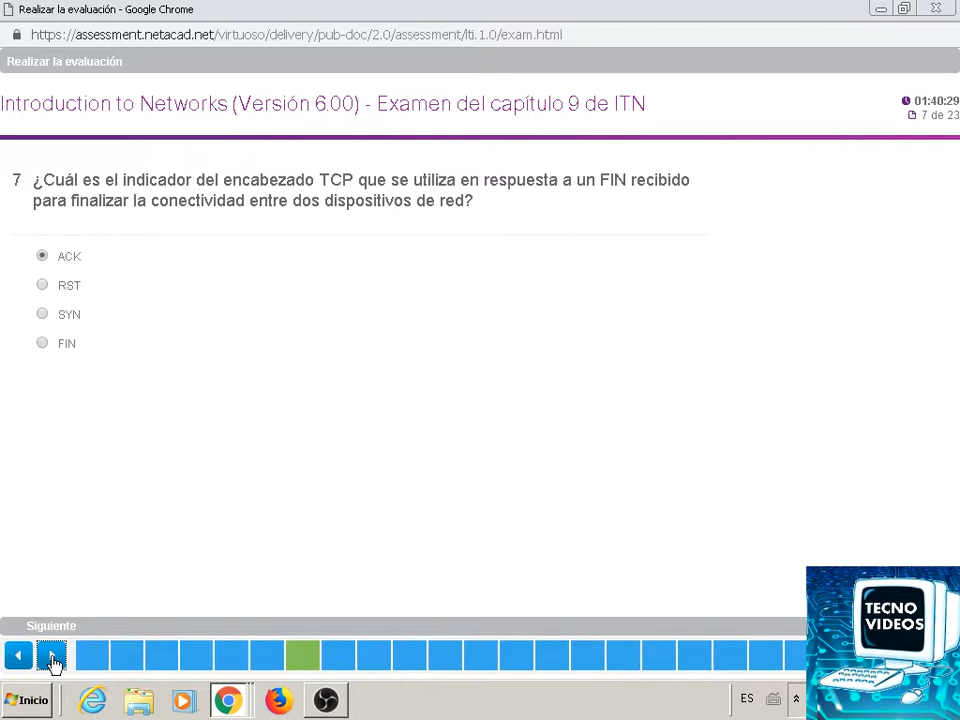 Realizar la evaluación - Google Chrome
https://assessment.netacad.net/virtuoso/delivery/pub-doc/2.0/assessment/lti.1.0/exam.html
Realizar la evaluación
Introduction to Networks (Versión 6.00) - Examen del capítulo 9 de ITN
01:40:29
7 de 23
7 ¿Cuál es el indicador del encabezado TCP que se utiliza en respuesta a un FIN recibido
para finalizar la conectividad entre dos dispositivos de red?
ACK
RST
SYN
FIN
Siguiente
TECNO
VIDEOS
Inicio
ES